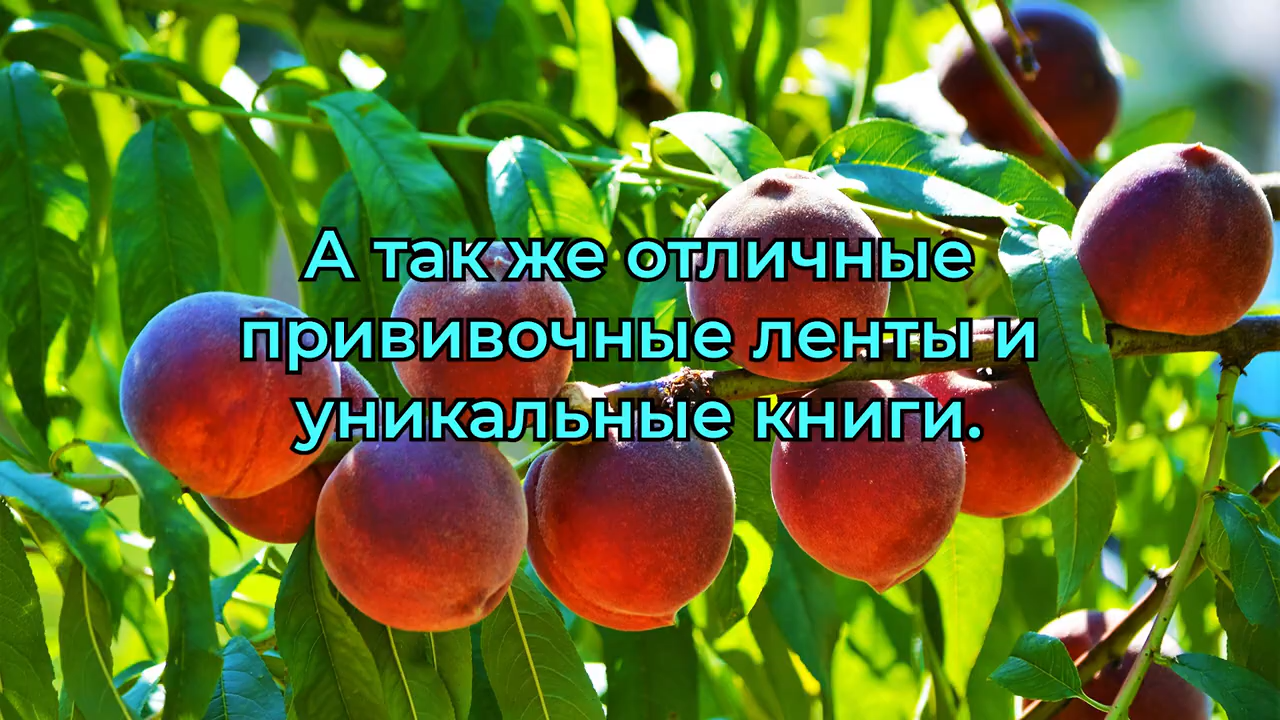 А так же отличные
прививочные ленты и
уникальные книги.